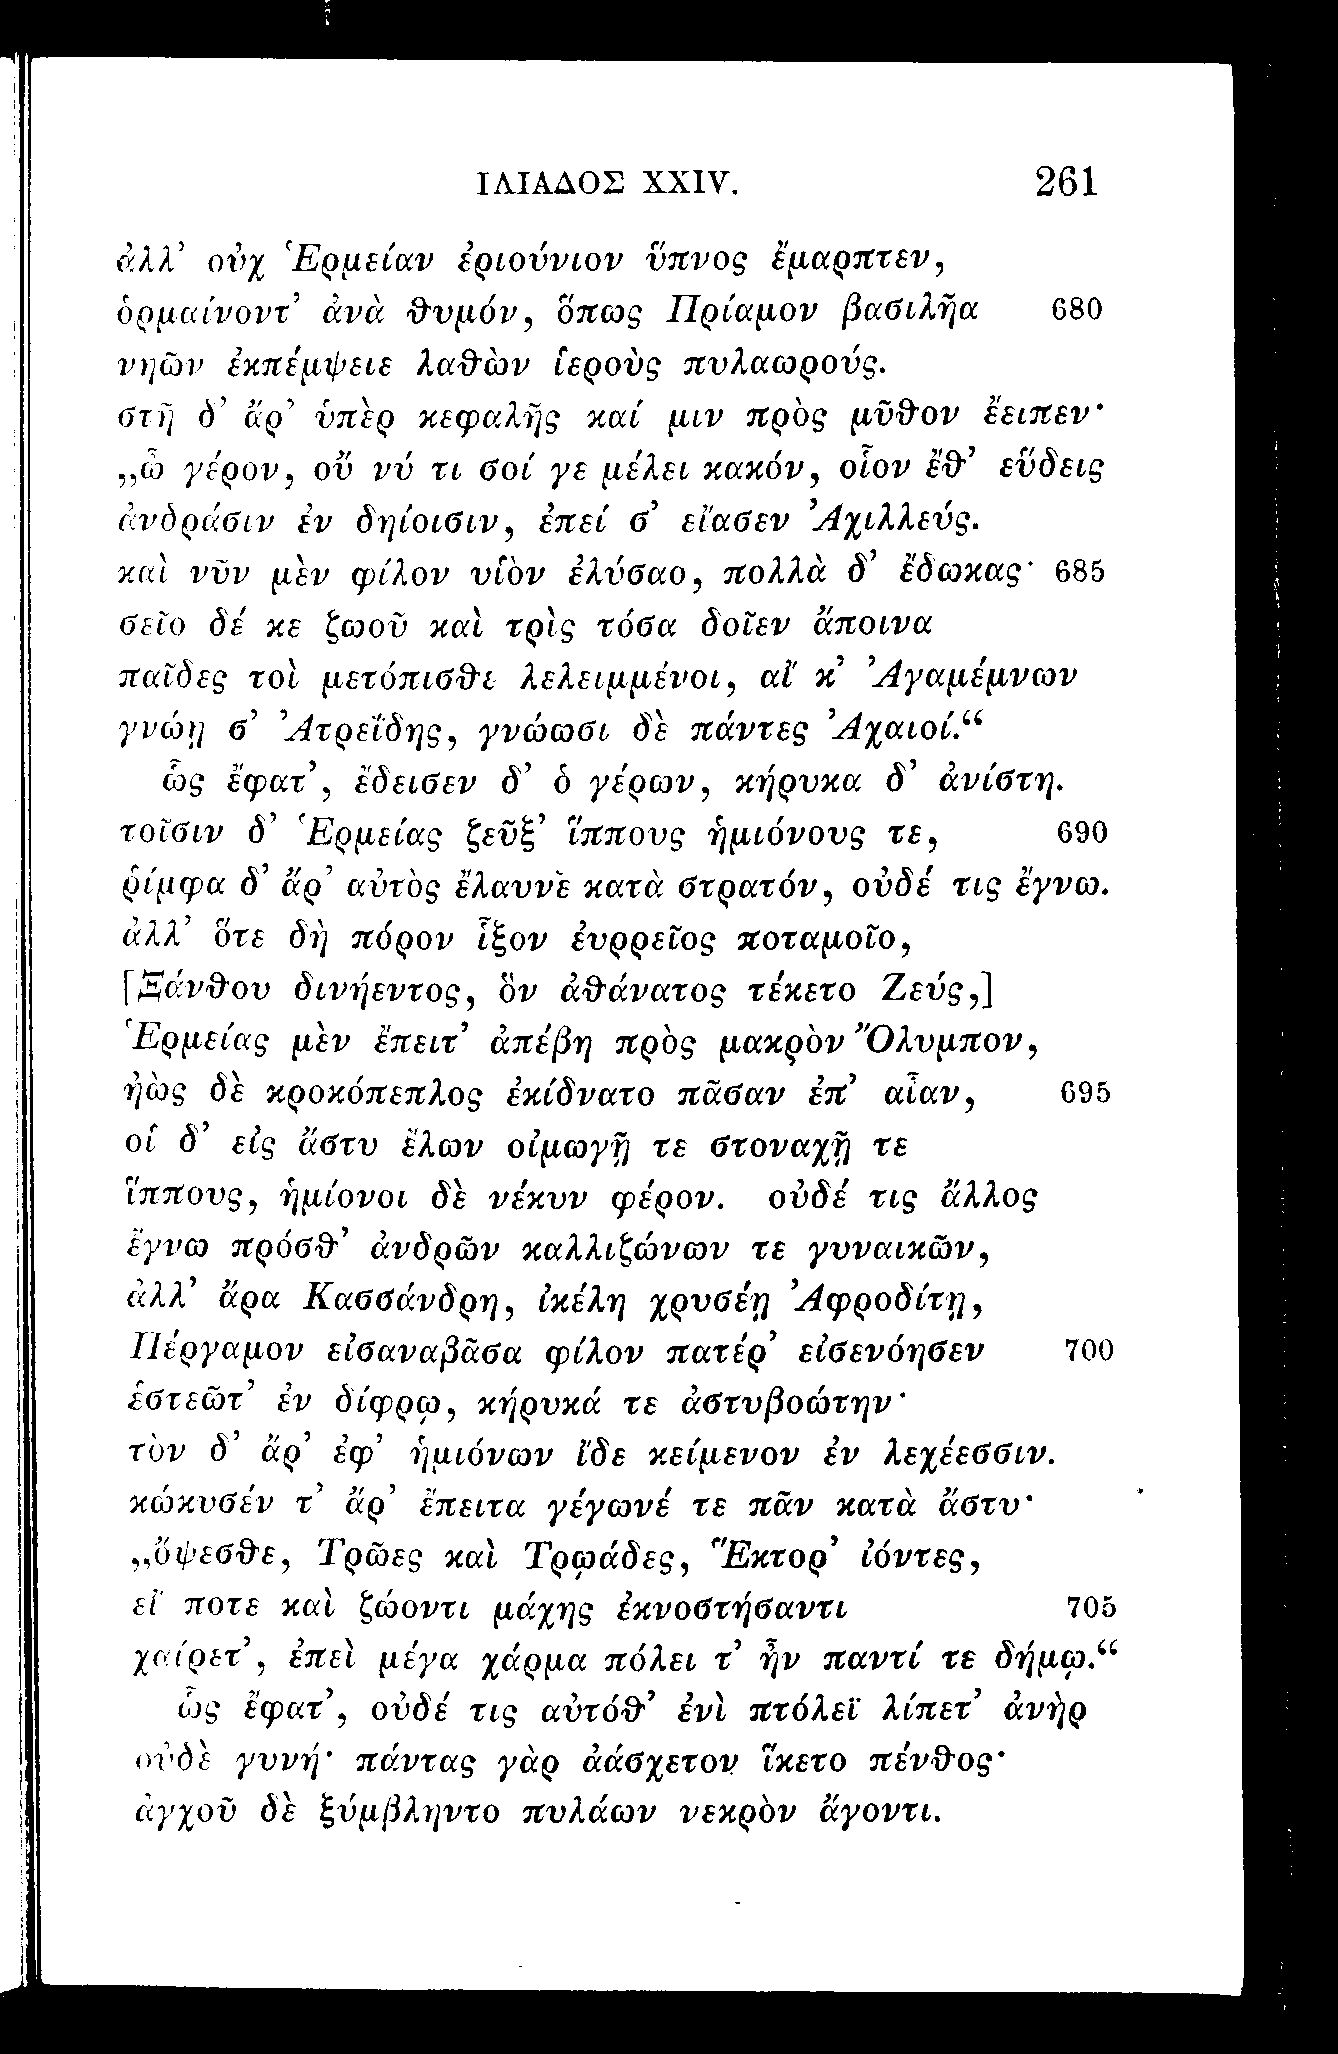 ΙΛΙΑΔΟΣ XXIV. 261
ἀλλ’ οὐχ Ἑρμείαν ἐριούνιον ὕπνος ἔμαρπτεν,
ὁρμαίνοντ’ ἀνὰ θυμόν, ὅπως Πρίαμον βασιλῆα 680
νηῶν ἐκπέμψειε λαθὼν ἱεροὺς πυλαωρούς.
στῆ δ’ ἄρ’ ὑπὲρ κεφαλῆς καί μιν πρὸς μῦθον ἔειπεν·
„ὦ γέρον, οὔ νύ τι σοί γε μέλει κακόν, οἷον ἔθ’ εὕδεις
ἀνδράσιν ἐν δηίοισιν, ἐπεί σ’ εἴασεν Ἀχιλλεύς.
καὶ νῦν μὲν φίλον υἱὸν ἐλύσαο, πολλὰ δ’ ἔδωκας· 685
σεῖο δέ κε ζωοῦ καὶ τρὶς τόσα δοῖεν ἄποινα
παῖδες τοὶ μετόπισθε λελειμμένοι, αἴ κ’ Ἀγαμέμνων
γνώῃ σ’ Ἀτρεΐδης, γνώωσι δὲ πάντες Ἀχαιοί.“
ὣς ἔφατ’, ἔδεισεν δ’ ὁ γέρων, κήρυκα δ’ ἀνίστη.
τοῖσιν δ’ Ἑρμείας ζεῦξ’ ἵππους ἡμιόνους τε, 690
ῥίμφα δ’ ἄρ’ αὐτὸς ἔλαυνε κατὰ στρατόν, οὐδέ τις ἔγνω.
ἀλλ’ ὅτε δὴ πόρον ἷξον ἐυρρεῖος ποταμοῖο,
[Ξάνθου δινήεντος, ὃν ἀθάνατος τέκετο Ζεύς,]
Ἑρμείας μὲν ἔπειτ’ ἀπέβη πρὸς μακρὸν Ὄλυμπον,
ἠὼς δὲ κροκόπεπλος ἐκίδνατο πᾶσαν ἐπ’ αἶαν, 695
οἱ δ’ εἰς ἄστυ ἔλων οἰμωγῇ τε στοναχῇ τε
ἵππους, ἡμίονοι δὲ νέκυν φέρον. οὐδέ τις ἄλλος
ἔγνω πρόσθ’ ἀνδρῶν καλλιζώνων τε γυναικῶν,
ἀλλ’ ἄρα Κασσάνδρη, ἰκέλη χρυσέῃ Ἀφροδίτῃ,
Πέργαμον εἰσαναβᾶσα φίλον πατέρ’ εἰσενόησεν 700
ἑστεῶτ’ ἐν δίφρῳ, κήρυκά τε ἀστυβοώτην·
τὸν δ’ ἄρ’ ἐφ’ ἡμιόνων ἴδε κείμενον ἐν λεχέεσσιν.
κώκυσέν τ’ ἄρ’ ἔπειτα γέγωνέ τε πᾶν κατὰ ἄστυ·
„ὄψεσθε, Τρῶες καὶ Τρῳάδες, Ἕκτορ’ ἰόντες,
εἴ ποτε καὶ ζώοντι μάχης ἐκνοστήσαντι 705
χαίρετ’, ἐπεὶ μέγα χάρμα πόλει τ’ ἦν παντί τε δήμῳ.“
ὣς ἔφατ’, οὐδέ τις αὐτόθ’ ἐνὶ πτόλεϊ λίπετ’ ἀνὴρ
οὐδὲ γυνή· πάντας γὰρ ἀάσχετον ἵκετο πένθος·
ἀγχοῦ δὲ ξύμβληντο πυλάων νεκρὸν ἄγοντι.